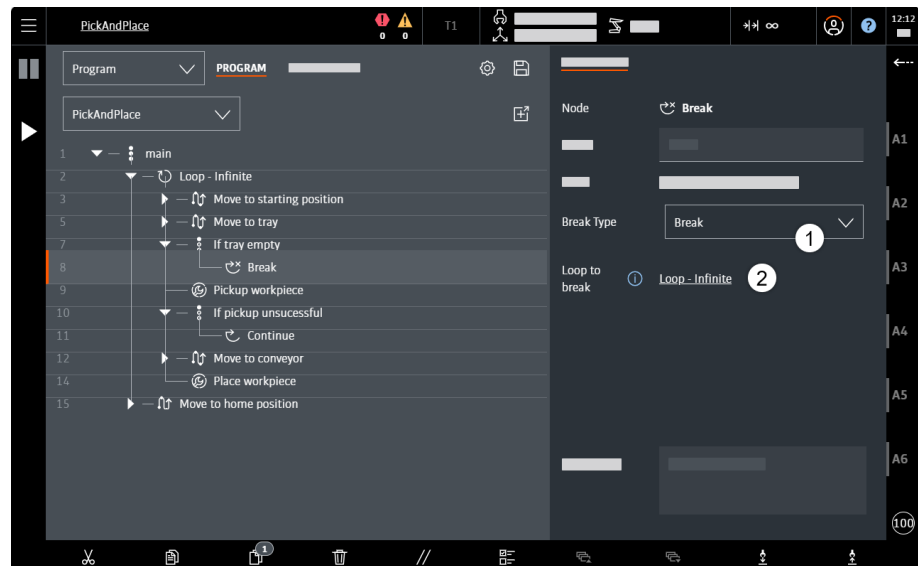 PickAndPlace
0 0
T1
∞
?
12:12
Program
PROGRAM
PickAndPlace
1 main
2 Loop - Infinite
3 Move to starting position
5 Move to tray
7 If tray empty
8 Break
9 Pickup workpiece
10 If pickup unsucessful
11 Continue
12 Move to conveyor
14 Place workpiece
15 Move to home position
Node Break
Break Type Break
1
Loop to
break
i Loop - Infinite 2
A1
A2
A3
A4
A5
A6
100
1
//